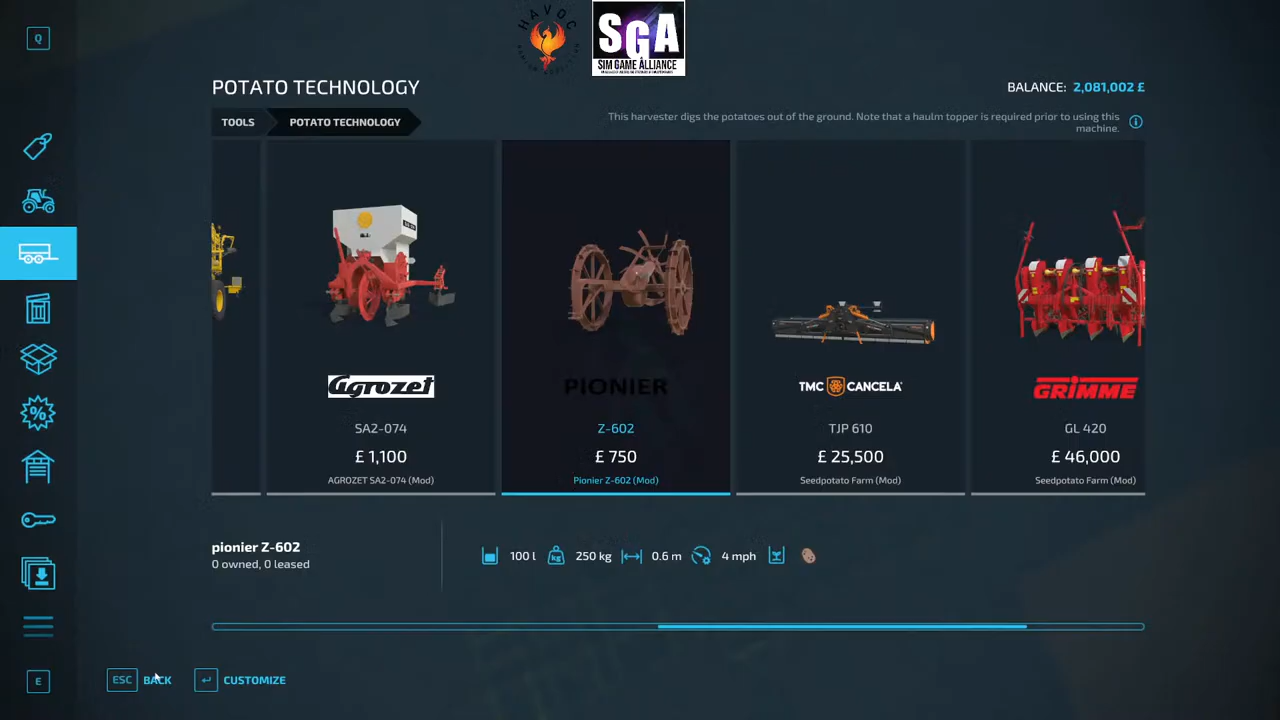 Q
HAVOC
SGA
SIM GAME ALLIANCE
POTATO TECHNOLOGY
BALANCE: 2,081,002 £
TOOLS
POTATO TECHNOLOGY
This harvester digs the potatoes out of the ground. Note that a haulm topper is required prior to using this
machine.
Agrozet
SA2-074
£ 1,100
AGROZET SA2-074 (Mod)
PIONIER
Z-602
£ 750
Pionier Z-602 (Mod)
TMC CANCELA
TJP 610
£ 25,500
Seedpotato Farm (Mod)
GRIMME
GL 420
£ 46,000
Seedpotato Farm (Mod)
pionier Z-602
0 owned, 0 leased
100 l
kg
250 kg
0.6 m
4 mph
E
ESC BACK
CUSTOMIZE